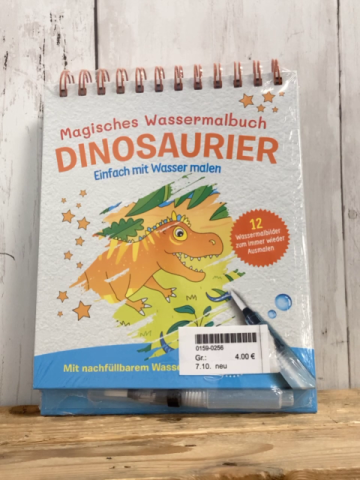 Magisches Wassermalbuch
DINOSAURIER
Einfach mit Wasser malen
12
Wassermalbilder
zum immer wieder
Ausmalen
Mit nachfüllbarem Wasser
0159-0256
Gr.: 4.00 €
7.10. neu